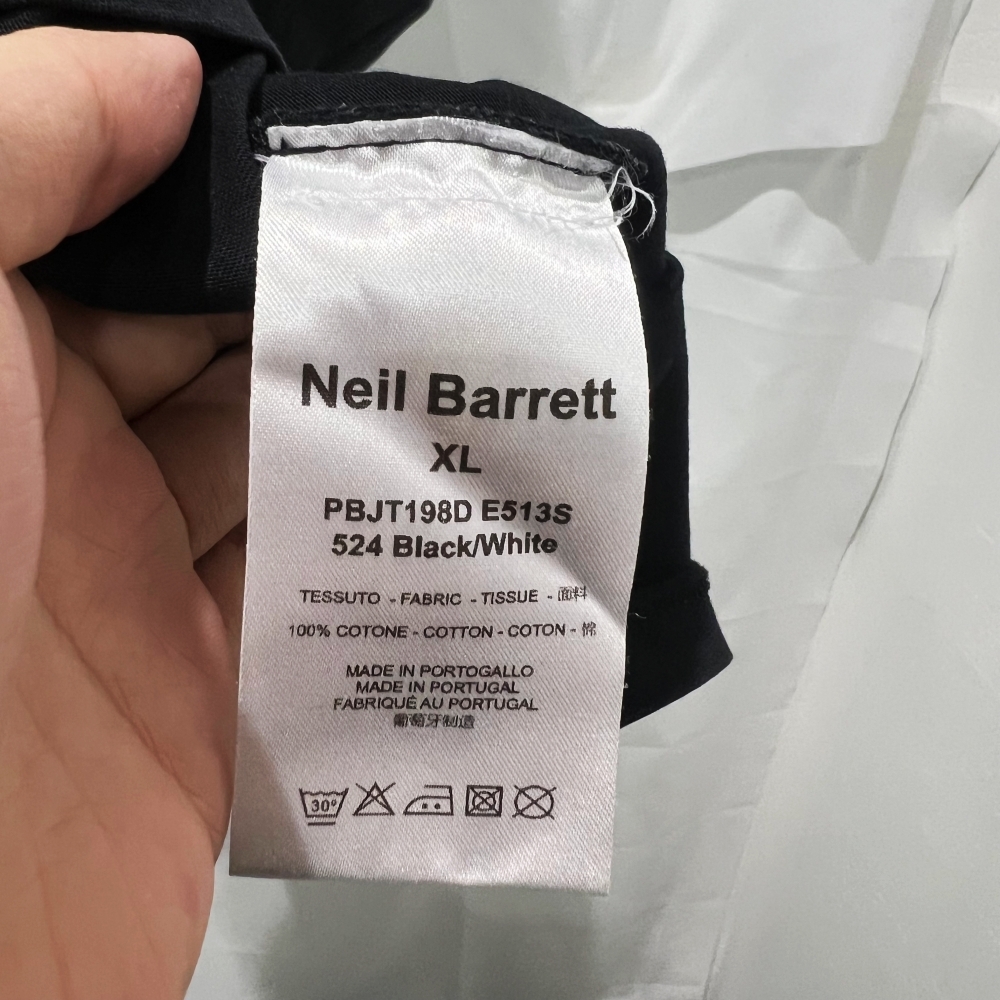 Neil Barrett
XL
PBJT198D E513S
524 Black/White
TESSUTO - FABRIC - TISSUE - 面料
100% COTONE - COTTON - COTON - 棉
MADE IN PORTOGALLO
MADE IN PORTUGAL
FABRIQUÉ AU PORTUGAL
葡萄牙制造
30°